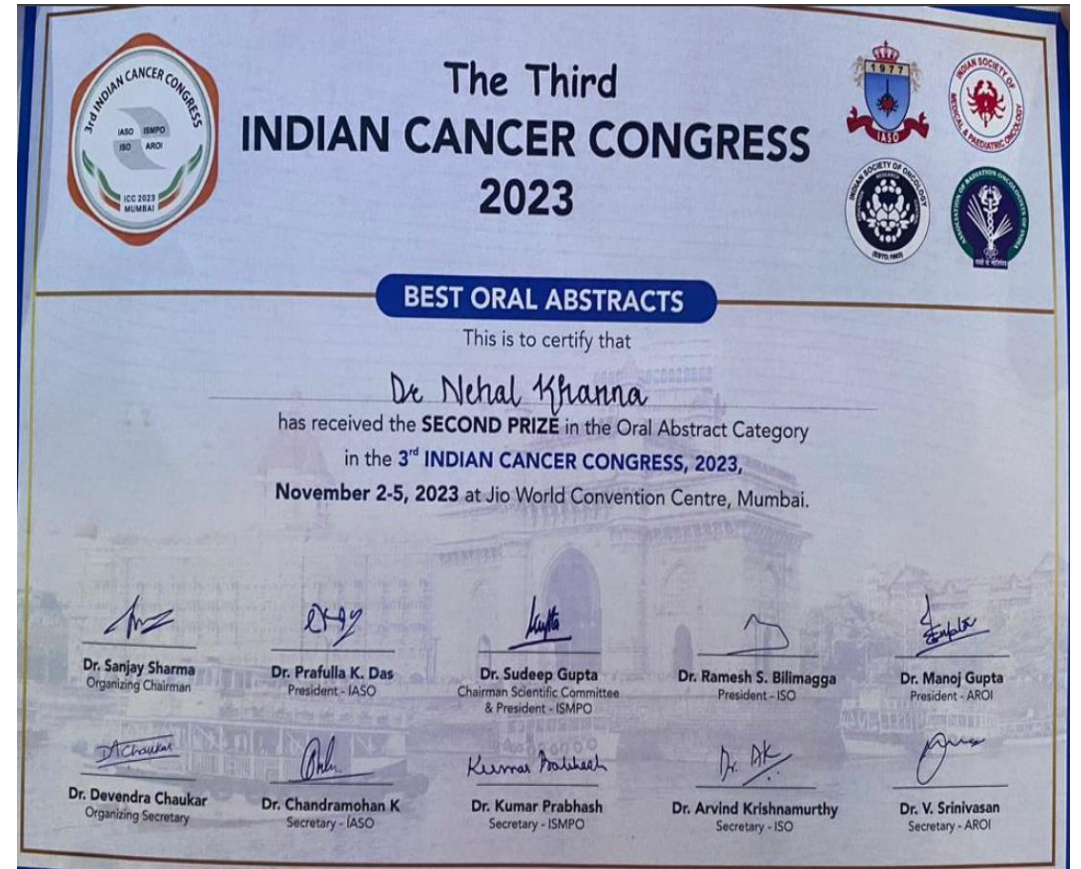 3rd INDIAN CANCER CONGRESS
IASO ISMPO
ISO AROI
ICC 2023
MUMBAI
The Third
INDIAN CANCER CONGRESS
2023
1977
IASO
INDIAN SOCIETY OF
MEDICAL & PAEDIATRIC ONCOLOGY
INDIAN SOCIETY OF ONCOLOGY
ASSOCIATION OF RADIATION ONCOLOGISTS OF INDIA
BEST ORAL ABSTRACTS
This is to certify that
Dr Nehal Khanna
has received the SECOND PRIZE in the Oral Abstract Category
in the 3rd INDIAN CANCER CONGRESS, 2023,
November 2-5, 2023 at Jio World Convention Centre, Mumbai.
Dr. Sanjay Sharma
Organizing Chairman
Dr. Prafulla K. Das
President - IASO
Gupta
Dr. Sudeep Gupta
Chairman Scientific Committee
& President - ISMPO
Dr. Ramesh S. Bilimagga
President - ISO
Dr. Manoj Gupta
President - AROI
DAChaukar
Dr. Devendra Chaukar
Organizing Secretary
Dr. Chandramohan K
Secretary - IASO
Kumar Prabhash
Dr. Kumar Prabhash
Secretary - ISMPO
Dr. AK
Dr. Arvind Krishnamurthy
Secretary - ISO
Dr. V. Srinivasan
Secretary - AROI